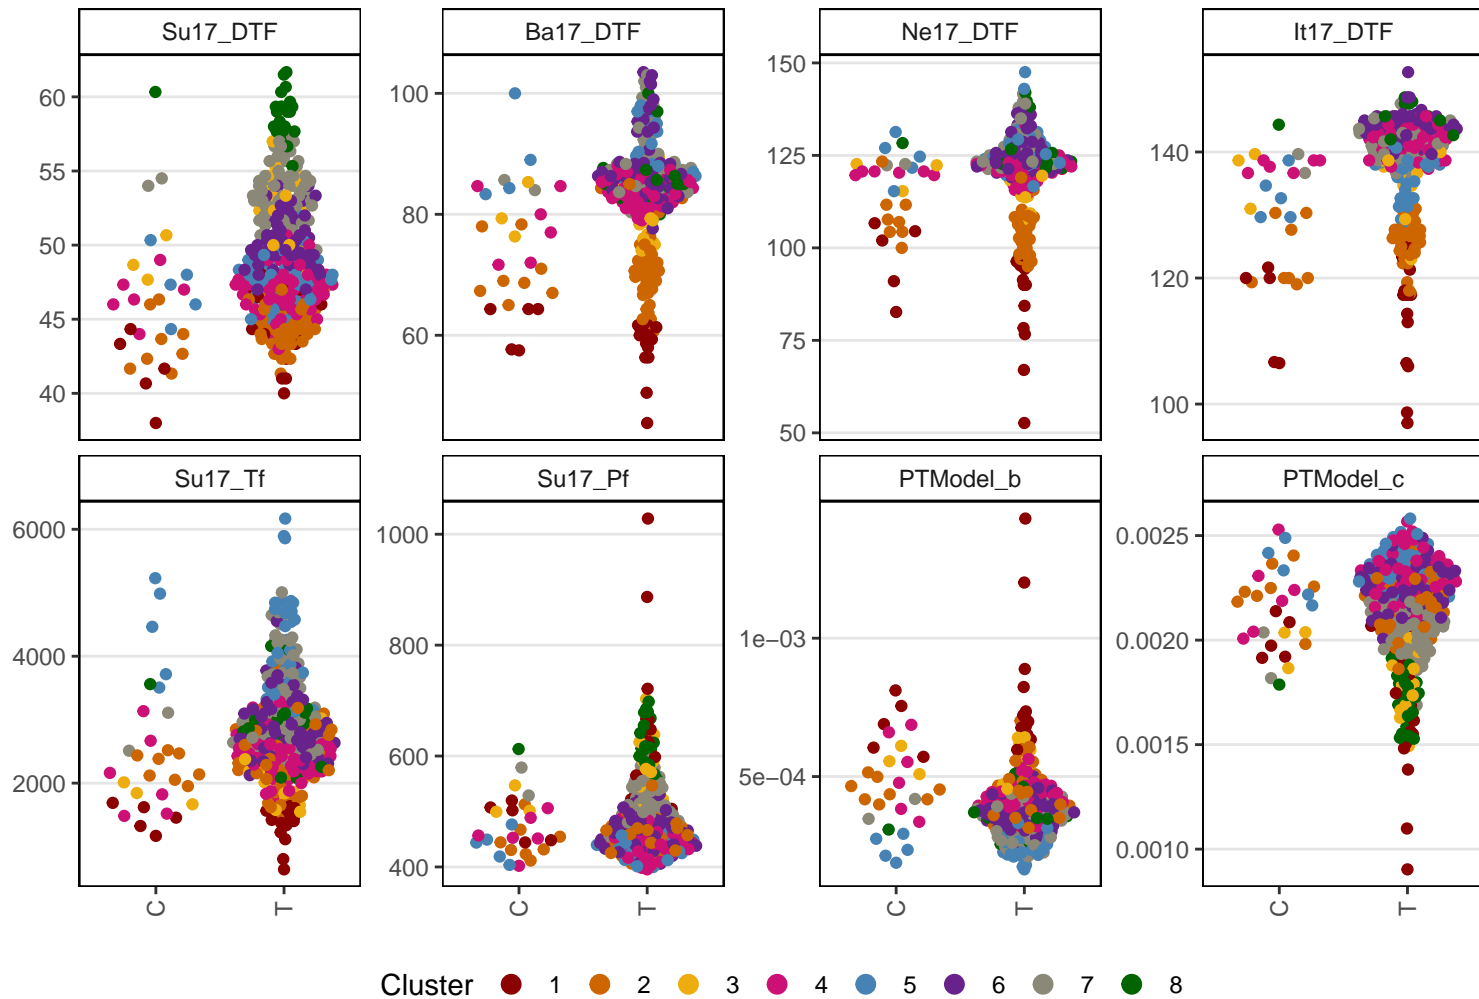 Su17_DTF
Ba17_DTF
Ne17_DTF
It17_DTF
60
55
50
45
40
100
80
60
150
125
100
75
50
140
120
100
Su17_Tf
Su17_Pf
PTModel_b
PTModel_c
6000
4000
2000
1000
800
600
400
1e−03
5e−04
0.0025
0.0020
0.0015
0.0010
C T C T C T C T
Cluster 1 2 3 4 5 6 7 8